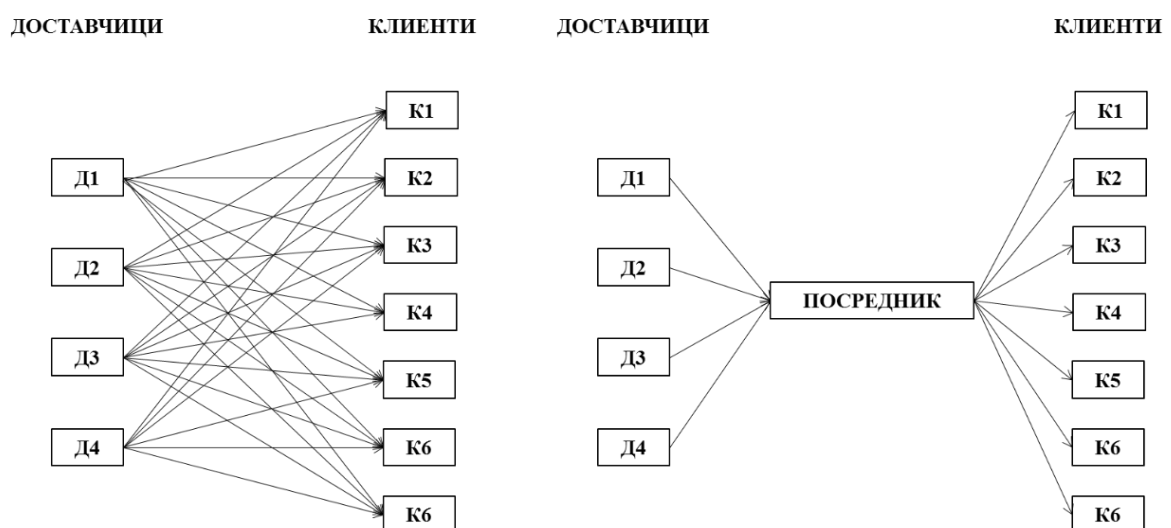 ДОСТАВЧИЦИ
КЛИЕНТИ
К1
Д1
К2
Д2
К3
К4
Д3
К5
Д4
К6
К6
ДОСТАВЧИЦИ
КЛИЕНТИ
К1
Д1
К2
Д2
К3
ПОСРЕДНИК
К4
Д3
К5
Д4
К6
К6